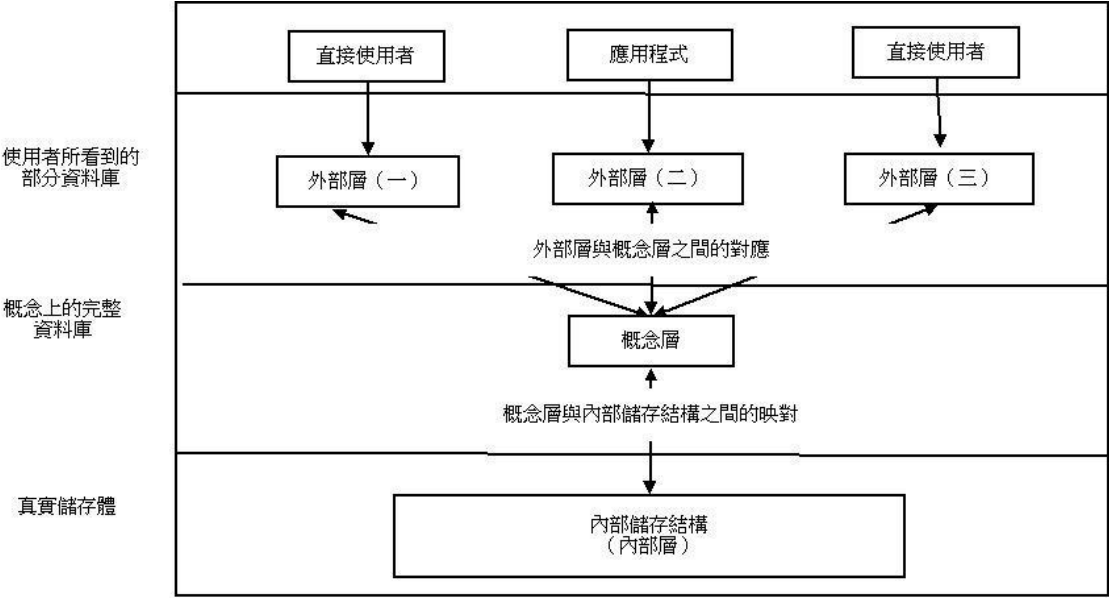 直接使用者
應用程式
直接使用者
使用者所看到的
部分資料庫
外部層（一）
外部層（二）
外部層（三）
外部層與概念層之間的對應
概念上的完整
資料庫
概念層
概念層與內部儲存結構之間的映對
真實儲存體
內部儲存結構
（內部層）